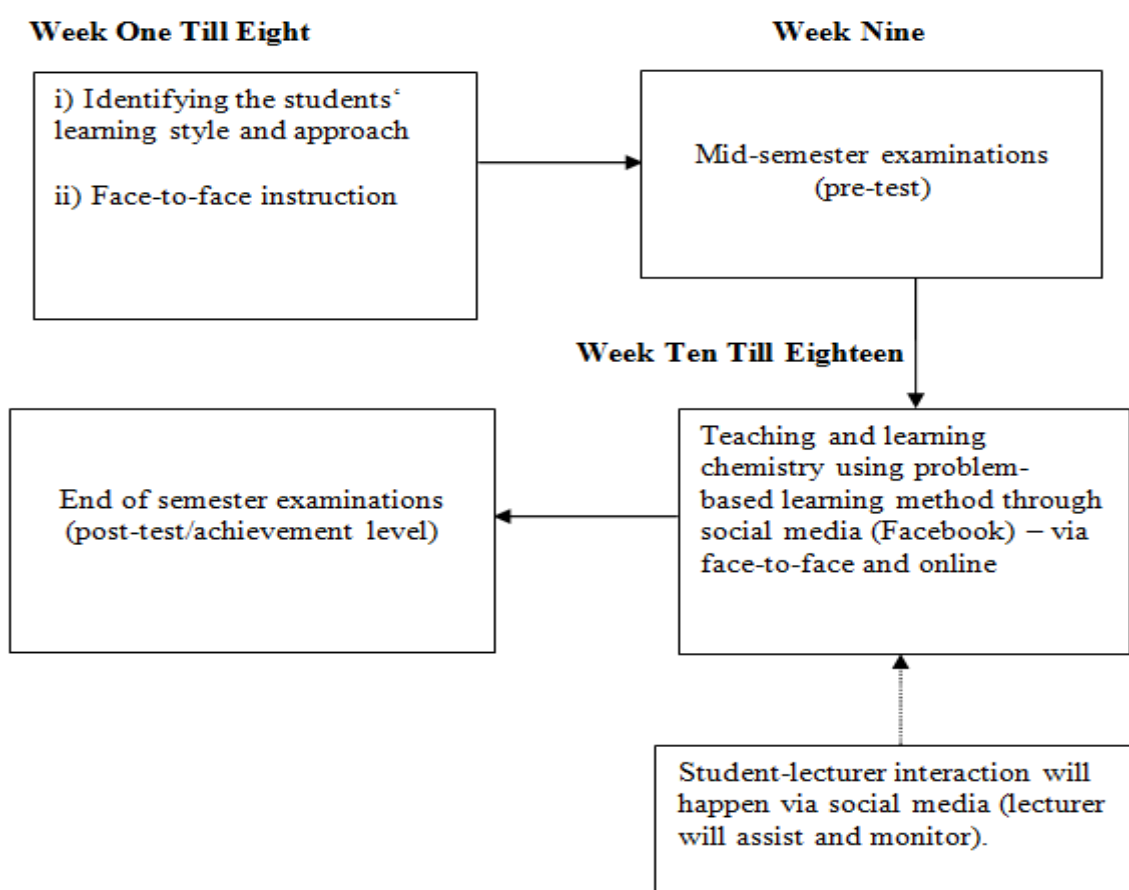 Week One Till Eight
Week Nine
i) Identifying the students‘
learning style and approach
ii) Face-to-face instruction
Mid-semester examinations
(pre-test)
Week Ten Till Eighteen
Teaching and learning
chemistry using problem-
based learning method through
social media (Facebook) – via
face-to-face and online
End of semester examinations
(post-test/achievement level)
Student-lecturer interaction will
happen via social media (lecturer
will assist and monitor).